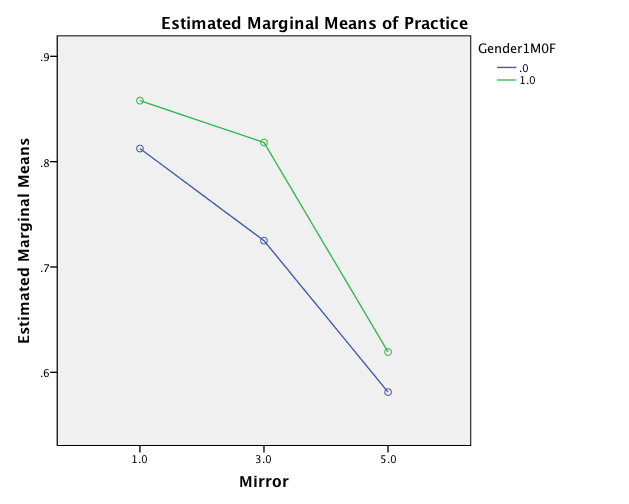 Estimated Marginal Means of Practice
Gender1M0F
.0
1.0
.9
.8
.7
.6
Estimated Marginal Means
1.0
3.0
5.0
Mirror